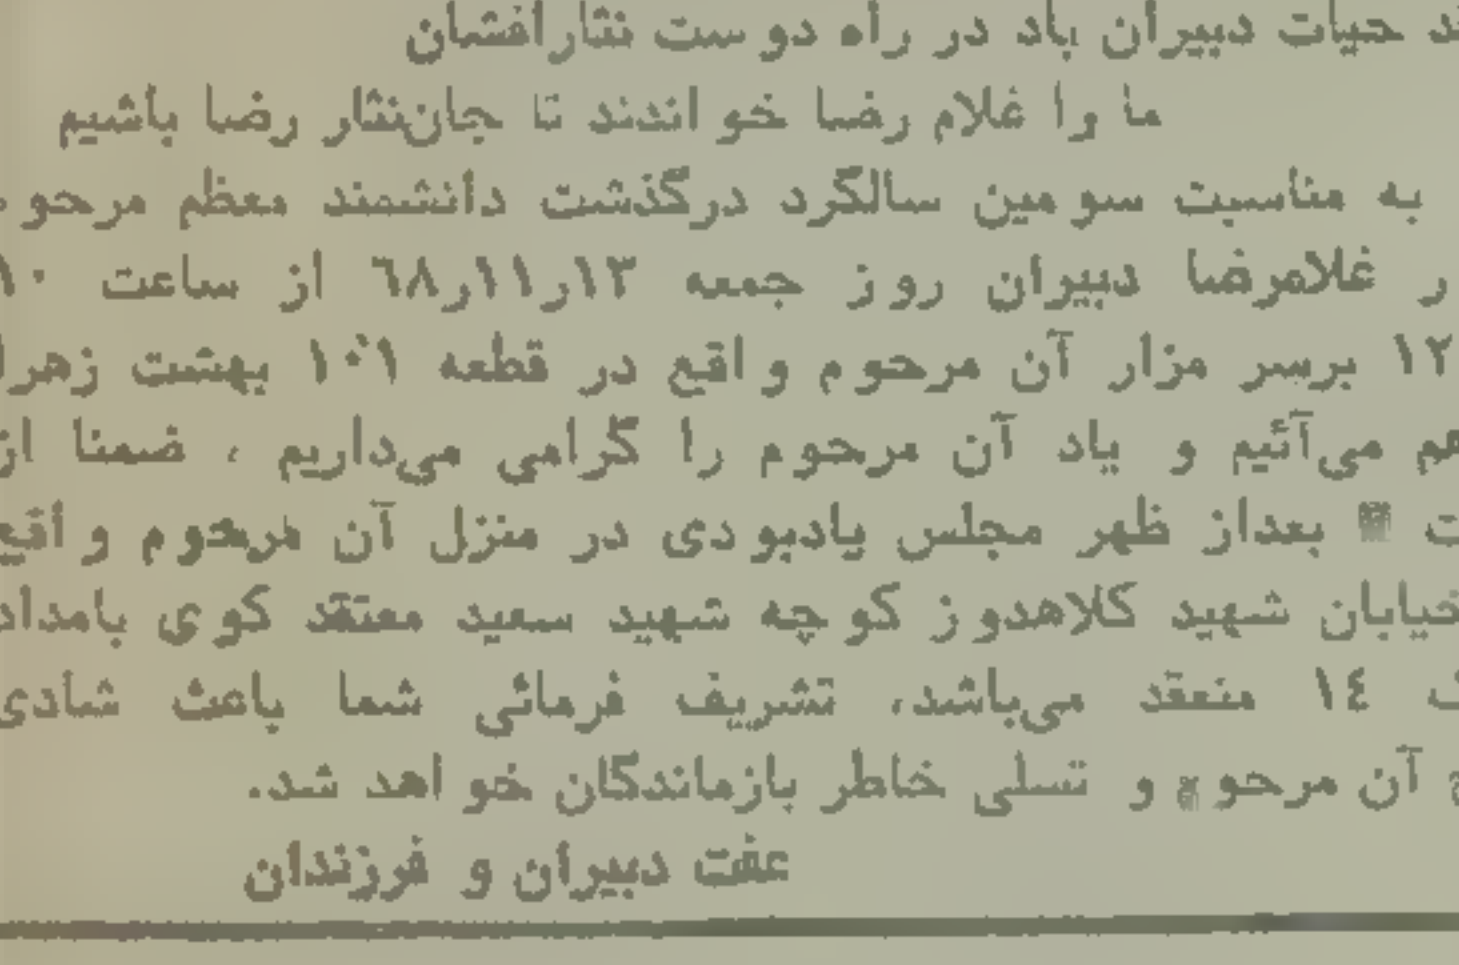 حیات دبیران باد در راه دوست نثارافشان
ما را غلام رضا خواندند تا جان‌نثار رضا باشیم
به مناسبت سومین سالگرد درگذشت دانشمند معظم
غلامرضا دبیران روز جمعه ۱۳ر۱۱ر۶۸ از ساعت ۱۰
۱۲ برسر مزار آن مرحوم واقع در قطعه ۱۰۱ بهشت زهرا
می‌آئیم و یاد آن مرحوم را گرامی می‌داریم ، ضمنا از
بعداز ظهر مجلس یادبودی در منزل آن مرحوم واقع
خیابان شهید کلاهدوز کوچه شهید سعید معتقد کوی بامداد
۱۴ منعقد می‌باشد، تشریف فرمائی شما باعث شادی
آن مرحوم و تسلی خاطر بازماندگان خواهد شد.
عفت دبیران و فرزندان